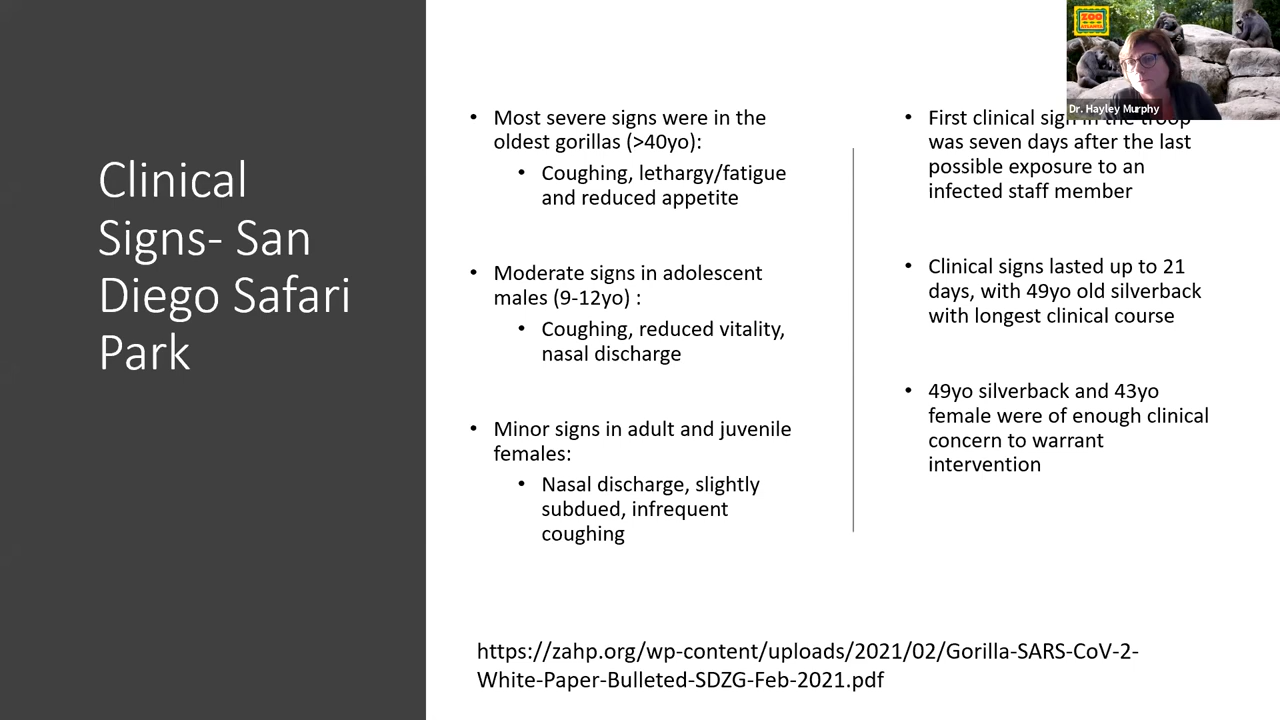 Clinical
Signs- San
Diego Safari
Park
• Most severe signs were in the
oldest gorillas (>40yo):
• Coughing, lethargy/fatigue
and reduced appetite
• Moderate signs in adolescent
males (9-12yo) :
• Coughing, reduced vitality,
nasal discharge
• Minor signs in adult and juvenile
females:
• Nasal discharge, slightly
subdued, infrequent
coughing
• First clinical sign in the troop
was seven days after the last
possible exposure to an
infected staff member
• Clinical signs lasted up to 21
days, with 49yo old silverback
with longest clinical course
• 49yo silverback and 43yo
female were of enough clinical
concern to warrant
intervention
https://zahp.org/wp-content/uploads/2021/02/Gorilla-SARS-CoV-2-
White-Paper-Bulleted-SDZG-Feb-2021.pdf
ZOO
ATLANTA
Dr. Hayley Murphy